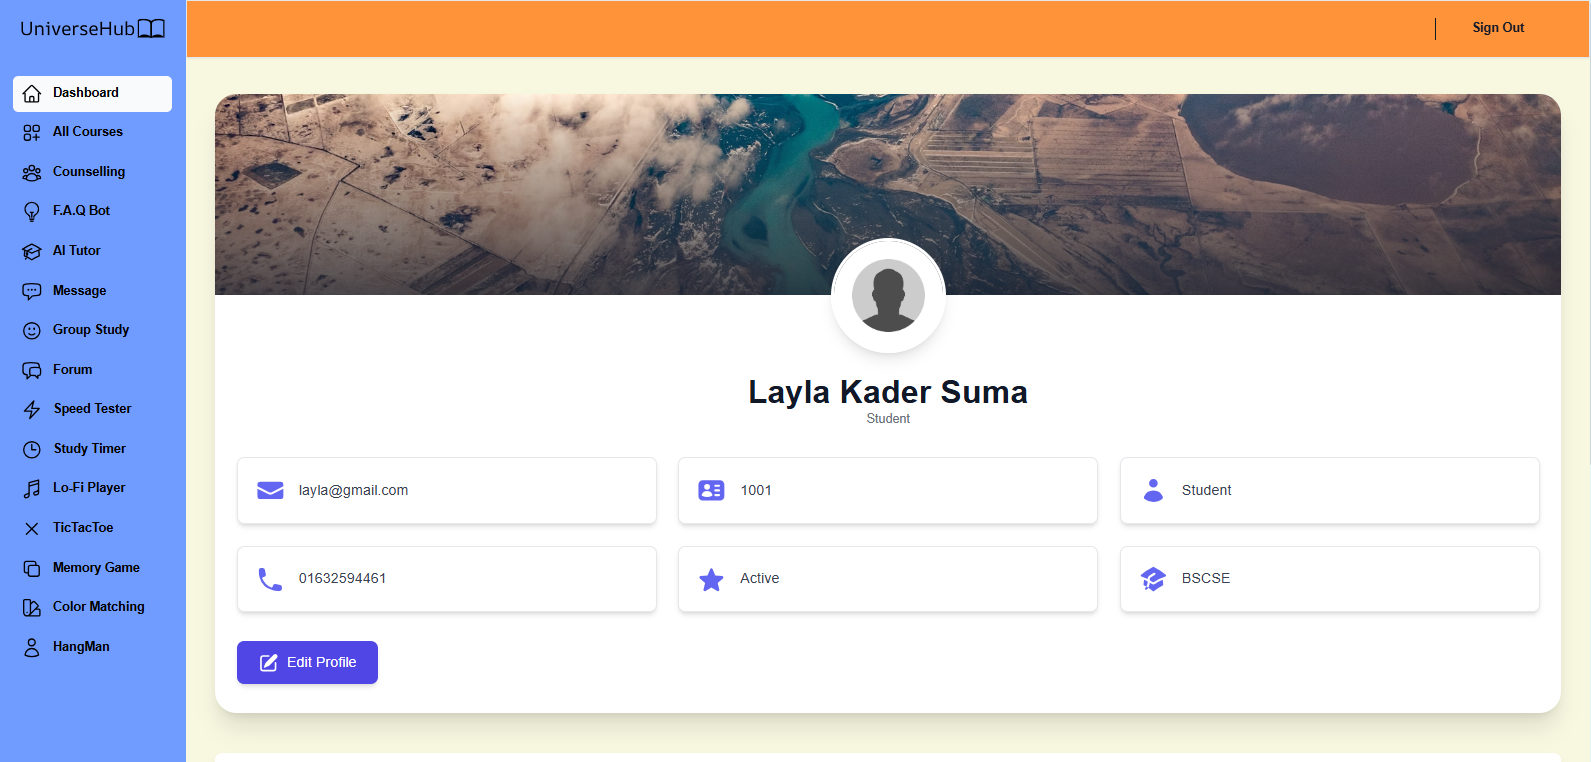 UniverseHub
Sign Out
Dashboard
All Courses
Counselling
F.A.Q Bot
AI Tutor
Message
Group Study
Forum
Speed Tester
Study Timer
Lo-Fi Player
TicTacToe
Memory Game
Color Matching
HangMan
Layla Kader Suma
Student
layla@gmail.com
1001
Student
01632594461
Active
BSCSE
Edit Profile